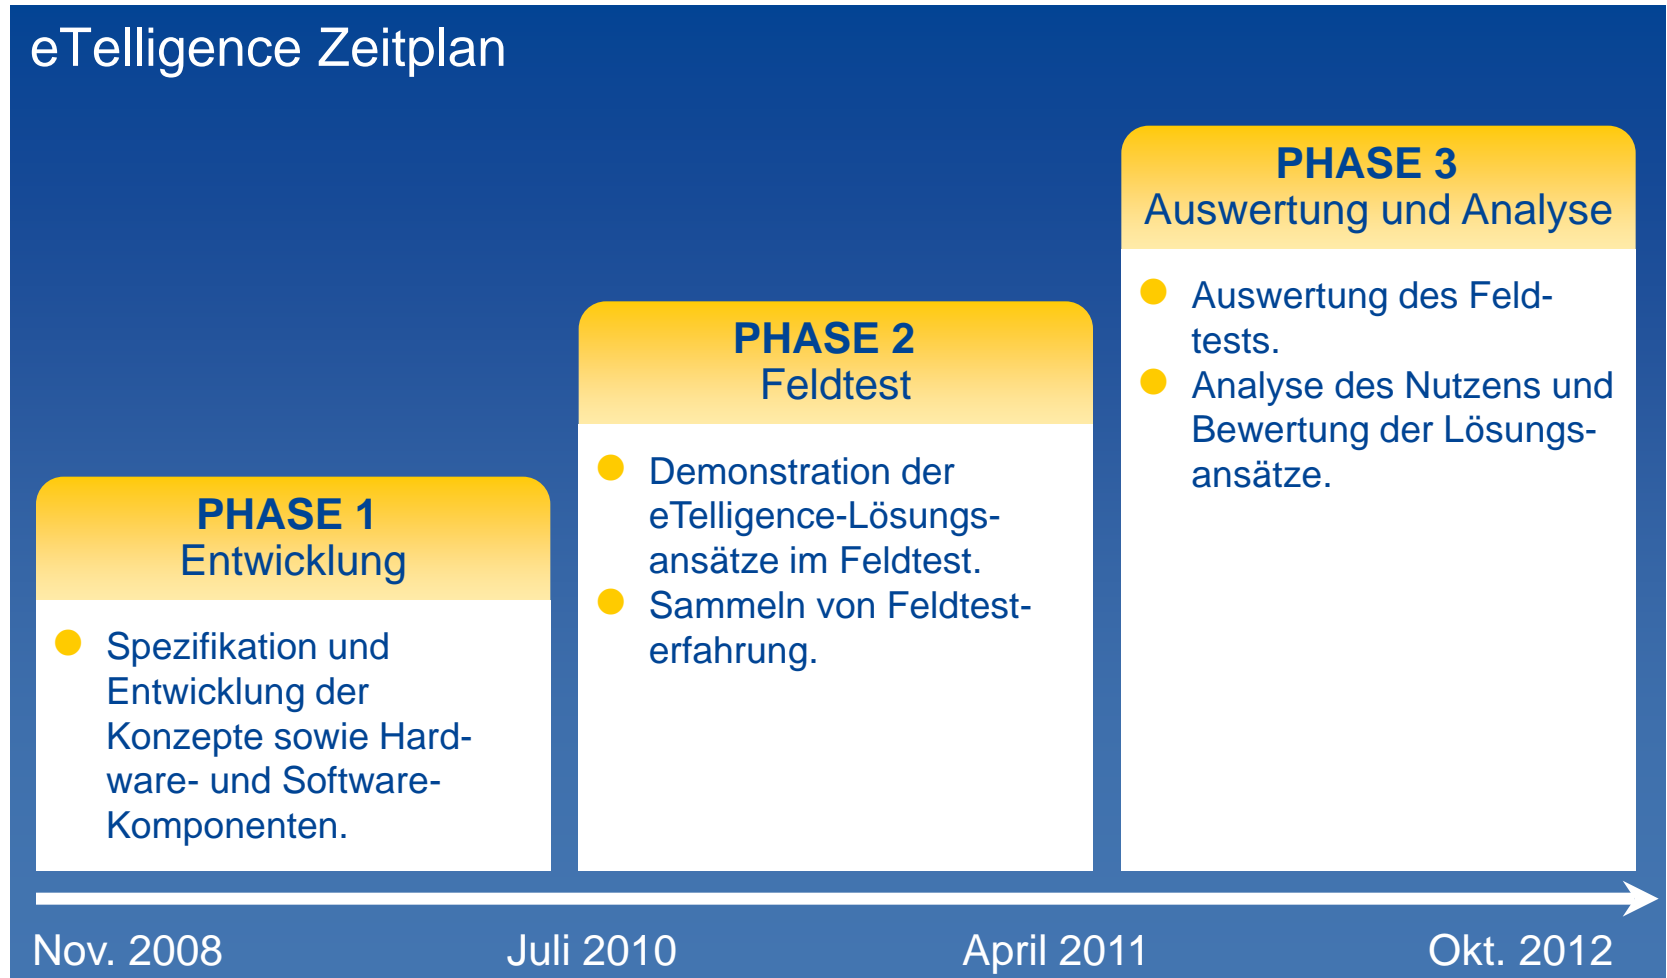 eTelligence Zeitplan
PHASE 1
Entwicklung
Spezifikation und
Entwicklung der
Konzepte sowie Hard-
ware- und Software-
Komponenten.
PHASE 2
Feldtest
Demonstration der
eTelligence-Lösungs-
ansätze im Feldtest.
Sammeln von Feldtest-
erfahrung.
PHASE 3
Auswertung und Analyse
Auswertung des Feld-
tests.
Analyse des Nutzens und
Bewertung der Lösungs-
ansätze.
Nov. 2008
Juli 2010
April 2011
Okt. 2012